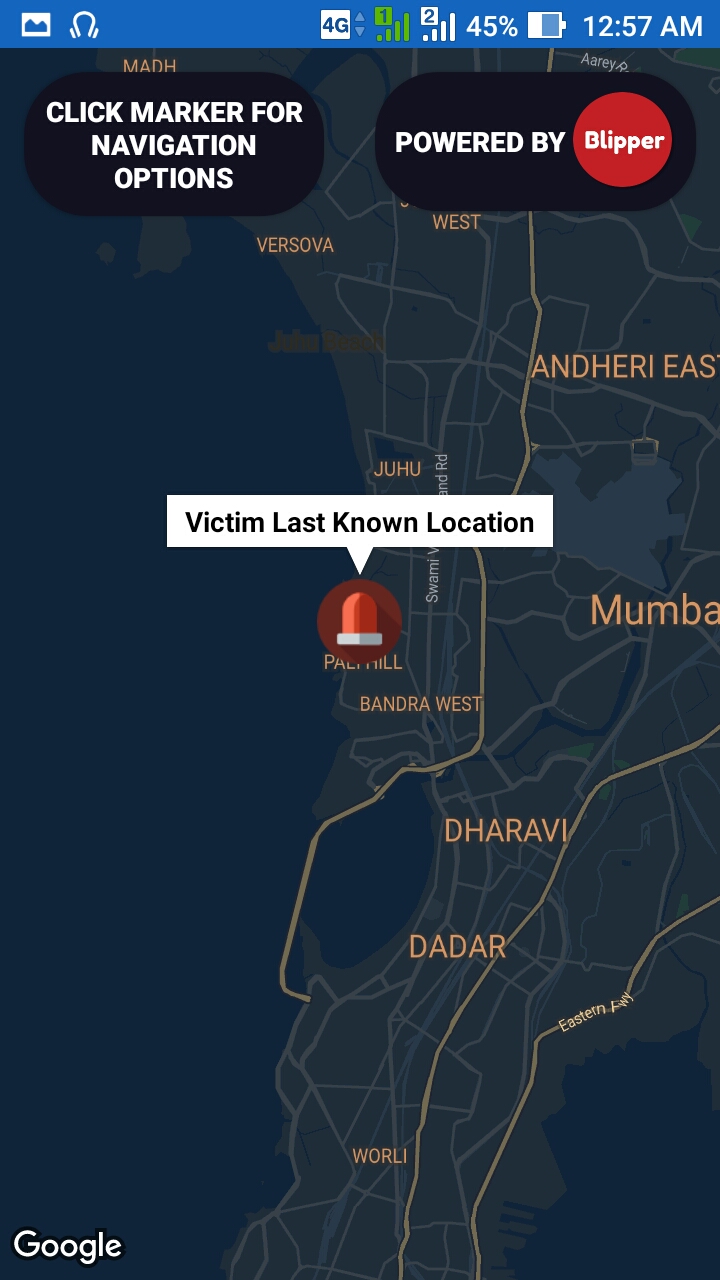 4G
1
2
45%
12:57 AM
MADH
Aarey R
CLICK MARKER FOR
NAVIGATION
OPTIONS
POWERED BY Blipper
WEST
VERSOVA
Juhu Beach
ANDHERI EAST
JUHU
Victim Last Known Location
Swami V
and Rd
Mumba
PALI HILL
BANDRA WEST
DHARAVI
DADAR
Eastern Fwy
WORLI
Google